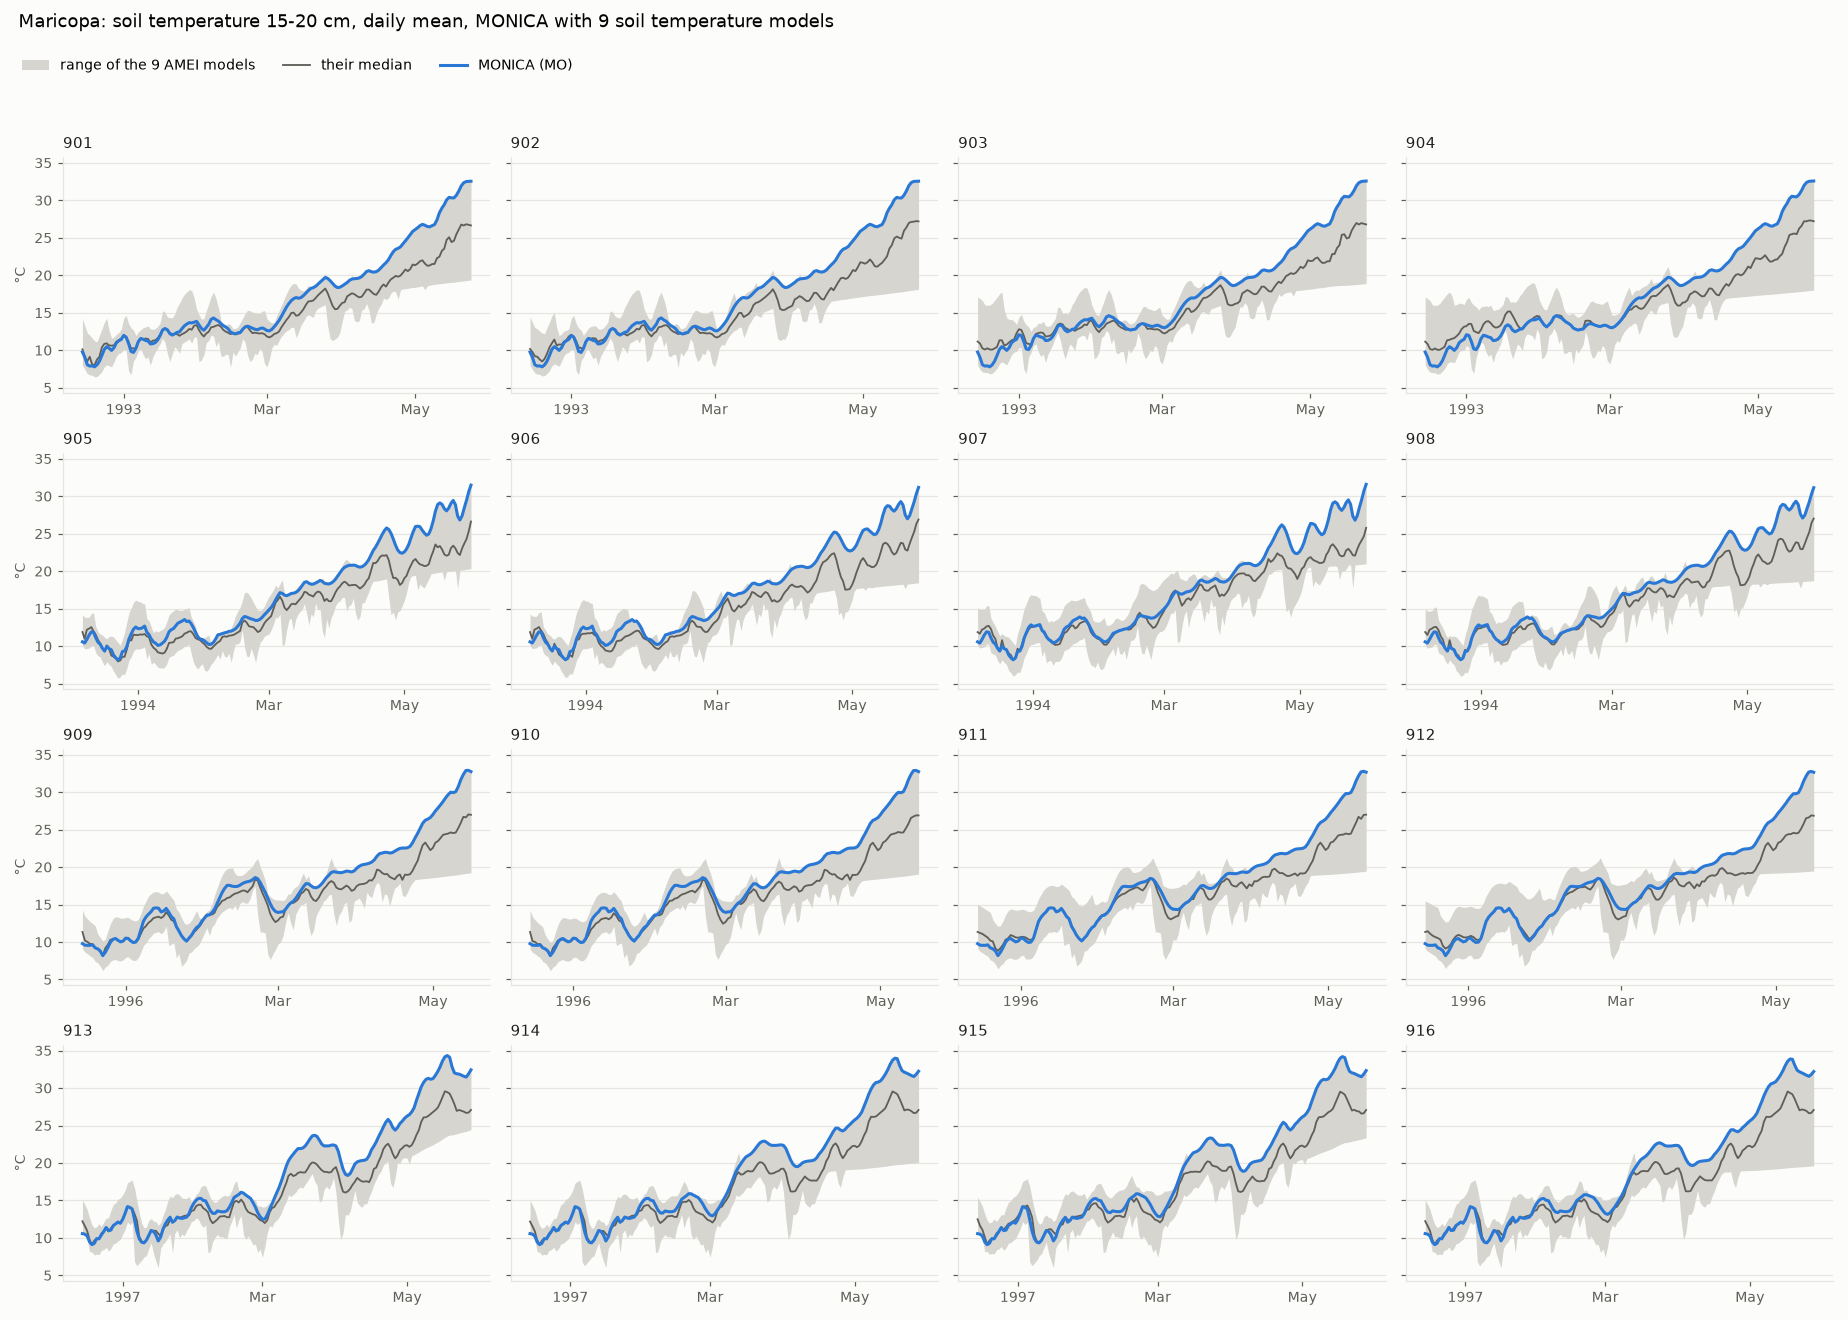 Maricopa: soil temperature 15-20 cm, daily mean, MONICA with 9 soil temperature models
range of the 9 AMEI models their median MONICA (MO)
901 902 903 904
35
30
25
20
15
10
5
°C
1993 Mar May 1993 Mar May 1993 Mar May 1993 Mar May
905 906 907 908
35
30
25
20
15
10
5
°C
1994 Mar May 1994 Mar May 1994 Mar May 1994 Mar May
909 910 911 912
35
30
25
20
15
10
5
°C
1996 Mar May 1996 Mar May 1996 Mar May 1996 Mar May
913 914 915 916
35
30
25
20
15
10
5
°C
1997 Mar May 1997 Mar May 1997 Mar May 1997 Mar May